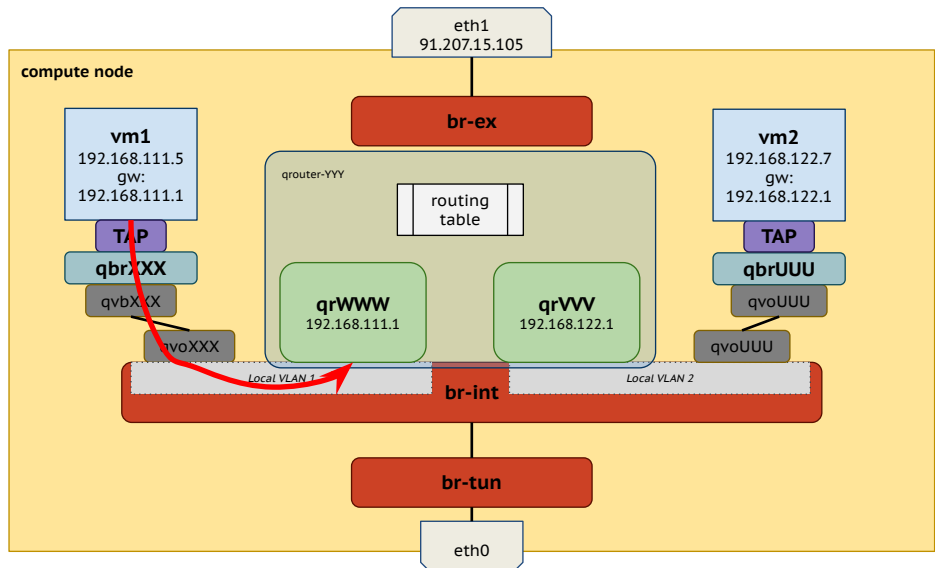 eth1
91.207.15.105
compute node
br-ex
vm1
192.168.111.5
gw:
192.168.111.1
TAP
qbrXXX
qvbXXX
qvoXXX
qrouter-YYY
routing
table
qrWWW
192.168.111.1
qrVVV
192.168.122.1
vm2
192.168.122.7
gw:
192.168.122.1
TAP
qbrUUU
qvoUUU
qvoUUU
Local VLAN 1
Local VLAN 2
br-int
br-tun
eth0